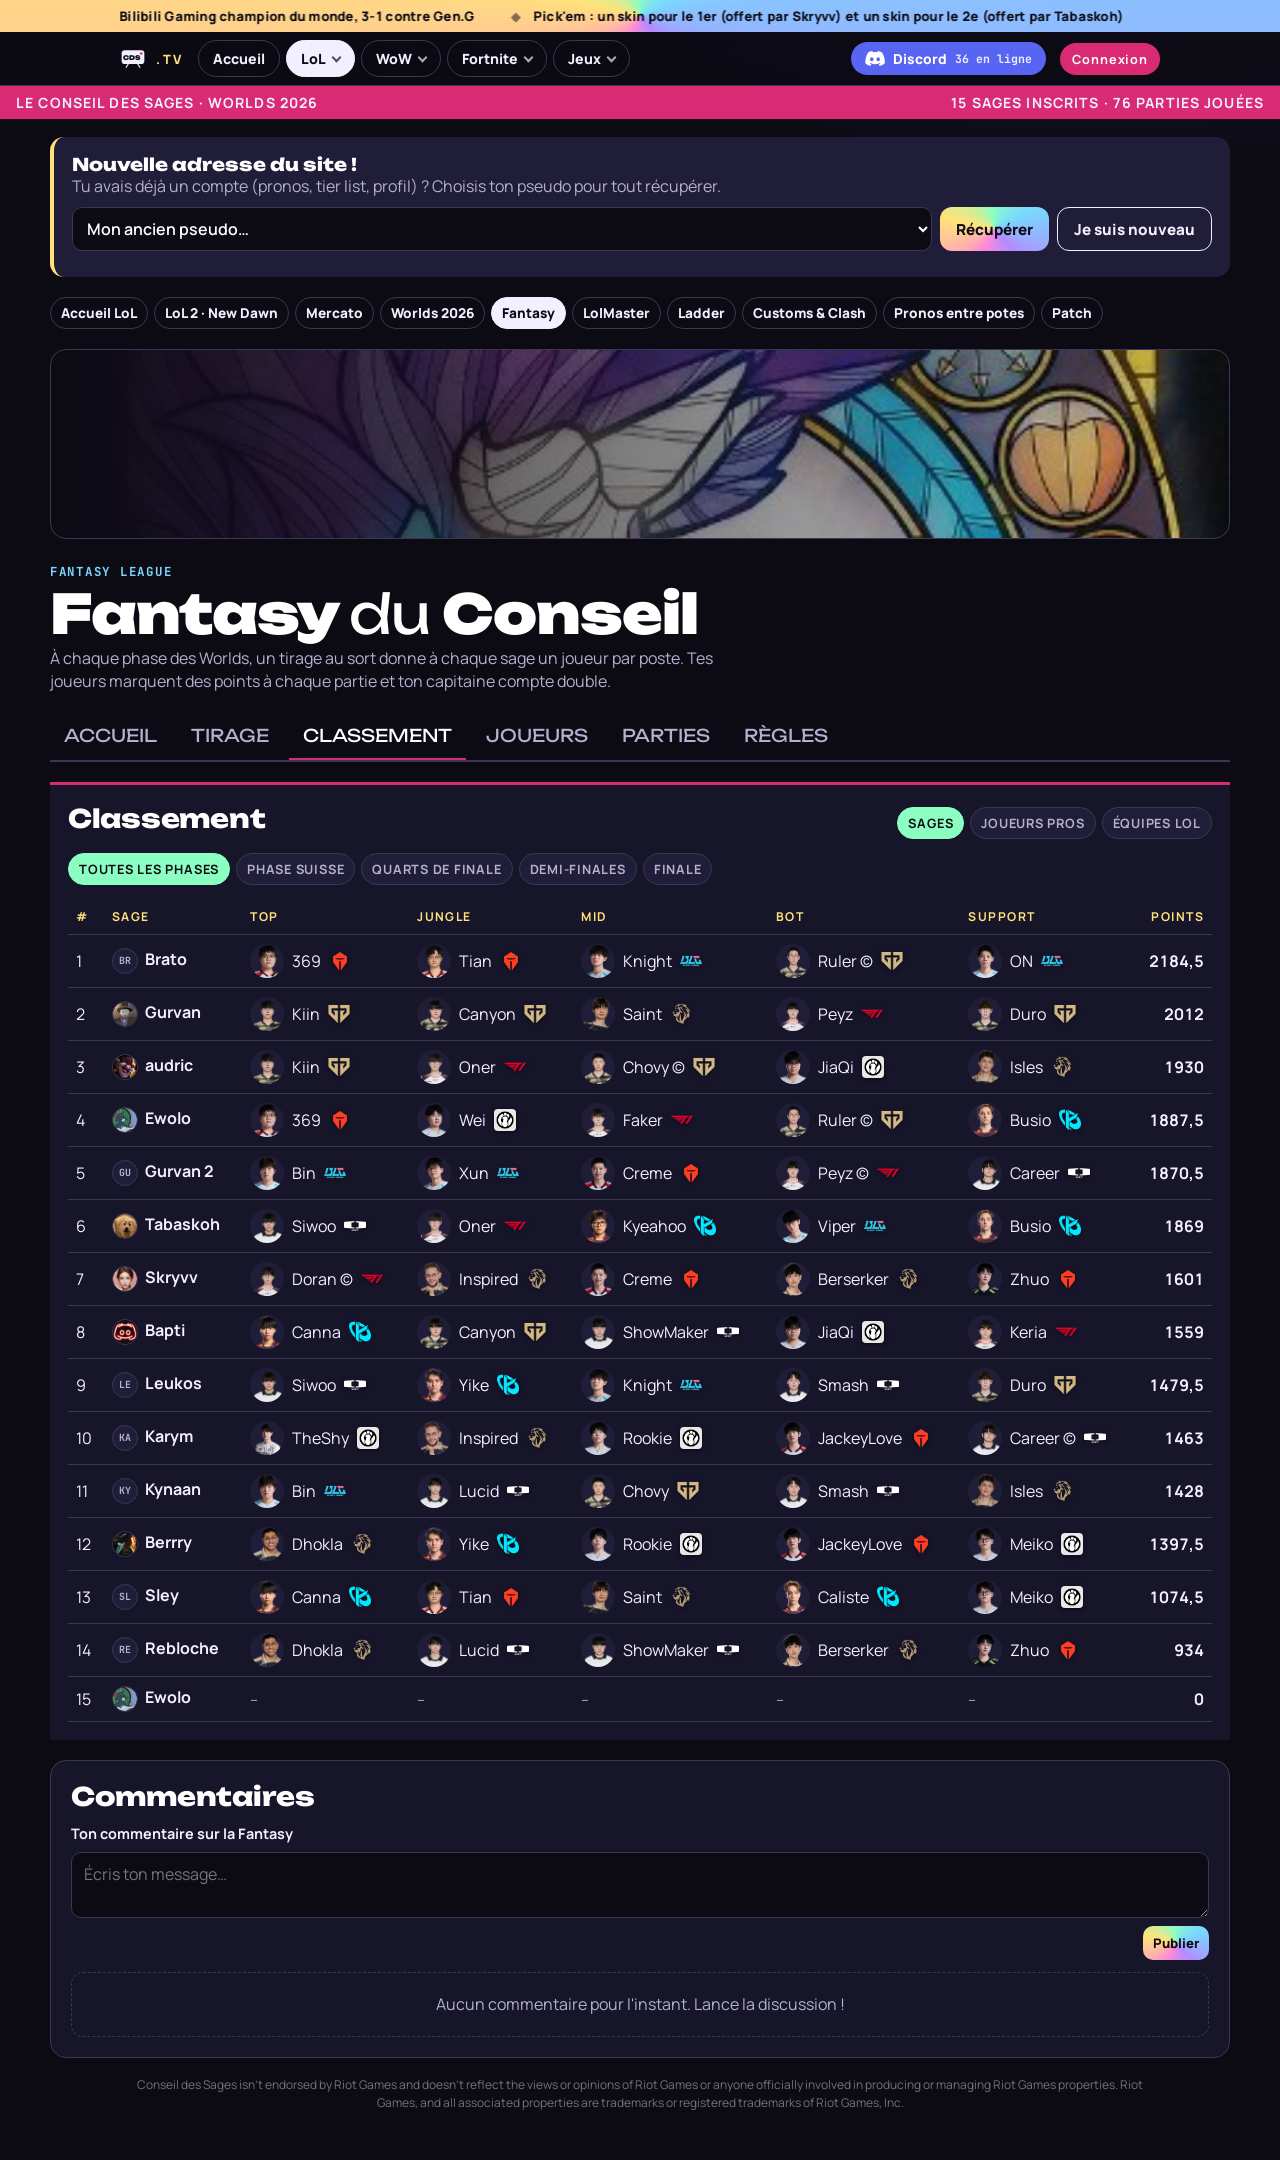 Bilibili Gaming champion du monde, 3-1 contre Gen.G ◆ Pick'em : un skin pour le 1er (offert par Skryvv) et un skin pour le 2e (offert par Tabaskoh)
CDS .TV Accueil LoL WoW Fortnite Jeux Discord 36 en ligne Connexion
LE CONSEIL DES SAGES · WORLDS 2026 15 SAGES INSCRITS · 76 PARTIES JOUÉES
Nouvelle adresse du site !
Tu avais déjà un compte (pronos, tier list, profil) ? Choisis ton pseudo pour tout récupérer.
Mon ancien pseudo... Récupérer Je suis nouveau
Accueil LoL LoL 2 · New Dawn Mercato Worlds 2026 Fantasy LolMaster Ladder Customs & Clash Pronos entre potes Patch
FANTASY LEAGUE
Fantasy du Conseil
À chaque phase des Worlds, un tirage au sort donne à chaque sage un joueur par poste. Tes
joueurs marquent des points à chaque partie et ton capitaine compte double.
ACCUEIL TIRAGE CLASSEMENT JOUEURS PARTIES RÈGLES
Classement SAGES JOUEURS PROS ÉQUIPES LOL
TOUTES LES PHASES PHASE SUISSE QUARTS DE FINALE DEMI-FINALES FINALE
# SAGE TOP JUNGLE MID BOT SUPPORT POINTS
1 BR Brato 369 Tian Knight Ruler © ON 2184,5
2 Gurvan Kiin Canyon Saint Peyz Duro 2012
3 audric Kiin Oner Chovy © JiaQi Isles 1930
4 Ewolo 369 Wei Faker Ruler © Busio 1887,5
5 GU Gurvan 2 Bin Xun Creme Peyz © Career 1870,5
6 Tabaskoh Siwoo Oner Kyeahoo Viper Busio 1869
7 Skryvv Doran © Inspired Creme Berserker Zhuo 1601
8 Bapti Canna Canyon ShowMaker JiaQi Keria 1559
9 LE Leukos Siwoo Yike Knight Smash Duro 1479,5
10 KA Karym TheShy Inspired Rookie JackeyLove Career © 1463
11 KY Kynaan Bin Lucid Chovy Smash Isles 1428
12 Berrry Dhokla Yike Rookie JackeyLove Meiko 1397,5
13 SL Sley Canna Tian Saint Caliste Meiko 1074,5
14 RE Rebloche Dhokla Lucid ShowMaker Berserker Zhuo 934
15 Ewolo – – – – – 0
Commentaires
Ton commentaire sur la Fantasy
Écris ton message...
Publier
Aucun commentaire pour l'instant. Lance la discussion !
Conseil des Sages isn't endorsed by Riot Games and doesn't reflect the views or opinions of Riot Games or anyone officially involved in producing or managing Riot Games properties. Riot
Games, and all associated properties are trademarks or registered trademarks of Riot Games, Inc.